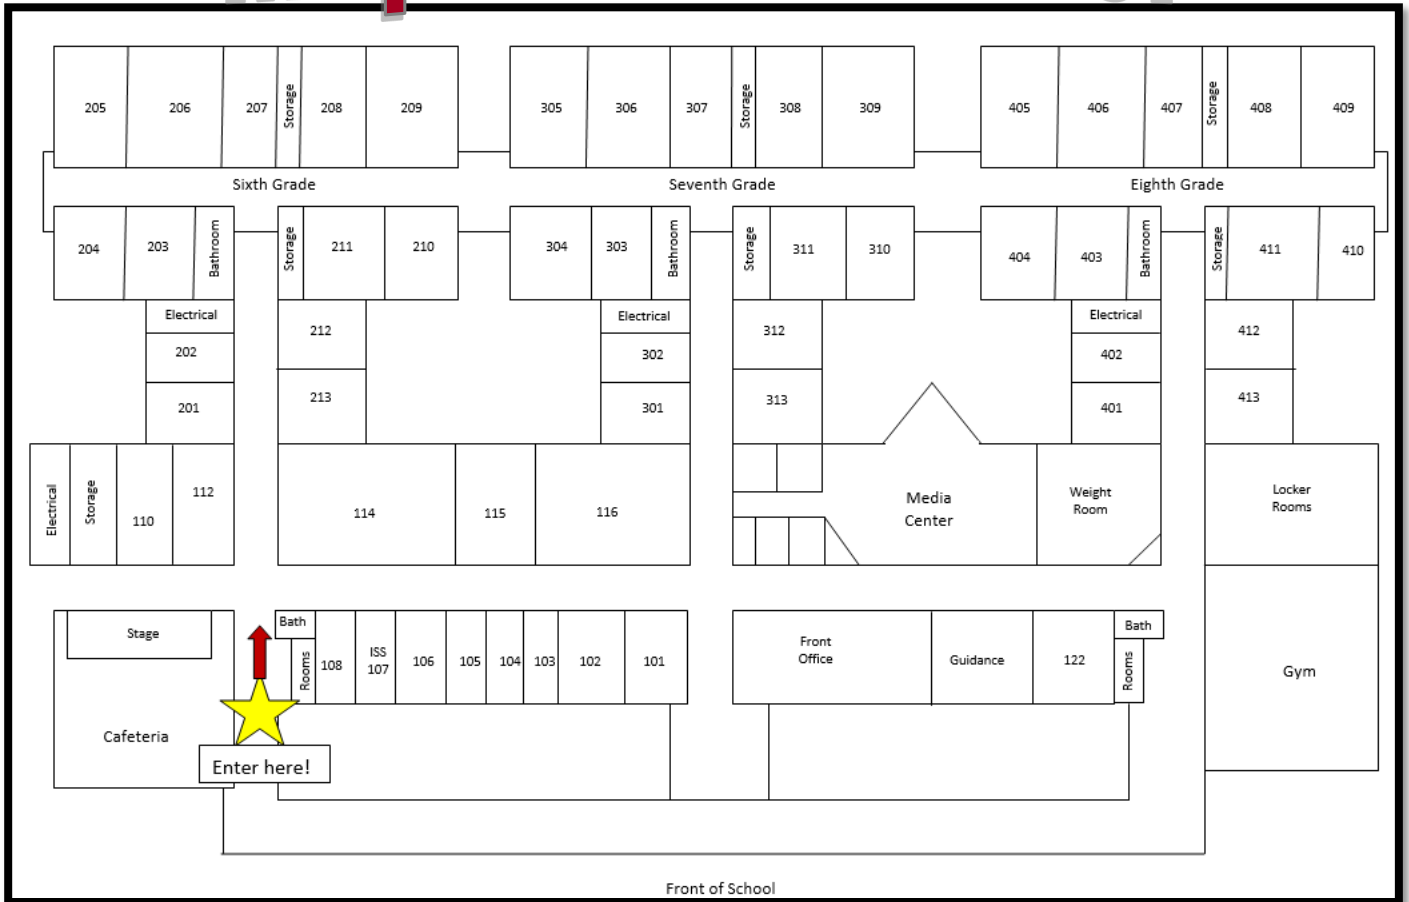 205
206
207
Storage
208
209
305
306
307
Storage
308
309
405
406
407
Storage
408
409
Sixth Grade
Seventh Grade
Eighth Grade
204
203
Bathroom
Storage
211
210
304
303
Bathroom
Storage
311
310
404
403
Bathroom
Storage
411
410
Electrical
202
201
212
213
Electrical
302
301
312
313
Electrical
402
401
412
413
Electrical
Storage
110
112
114
115
116
Media
Center
Weight
Room
Locker
Rooms
Stage
Cafeteria
Enter here!
Bath
Rooms
108
ISS
107
106
105
104
103
102
101
Front
Office
Guidance
122
Bath
Rooms
Gym
Front of School